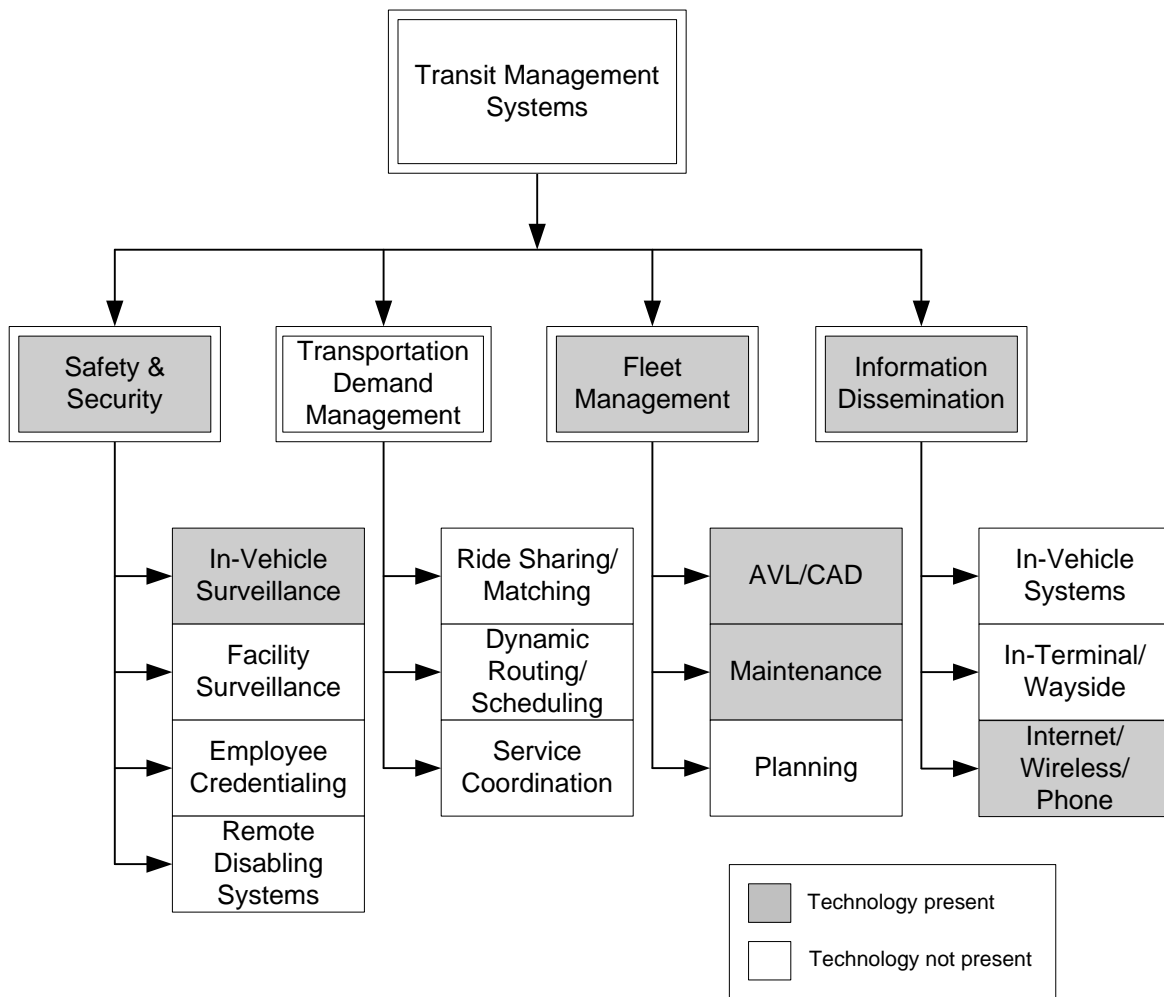 Transit Management
Systems
Safety &
Security
Transportation
Demand
Management
Fleet
Management
Information
Dissemination
In-Vehicle
Surveillance
Facility
Surveillance
Employee
Credentialing
Remote
Disabling
Systems
Ride Sharing/
Matching
Dynamic
Routing/
Scheduling
Service
Coordination
AVL/CAD
Maintenance
Planning
In-Vehicle
Systems
In-Terminal/
Wayside
Internet/
Wireless/
Phone
Technology present
Technology not present